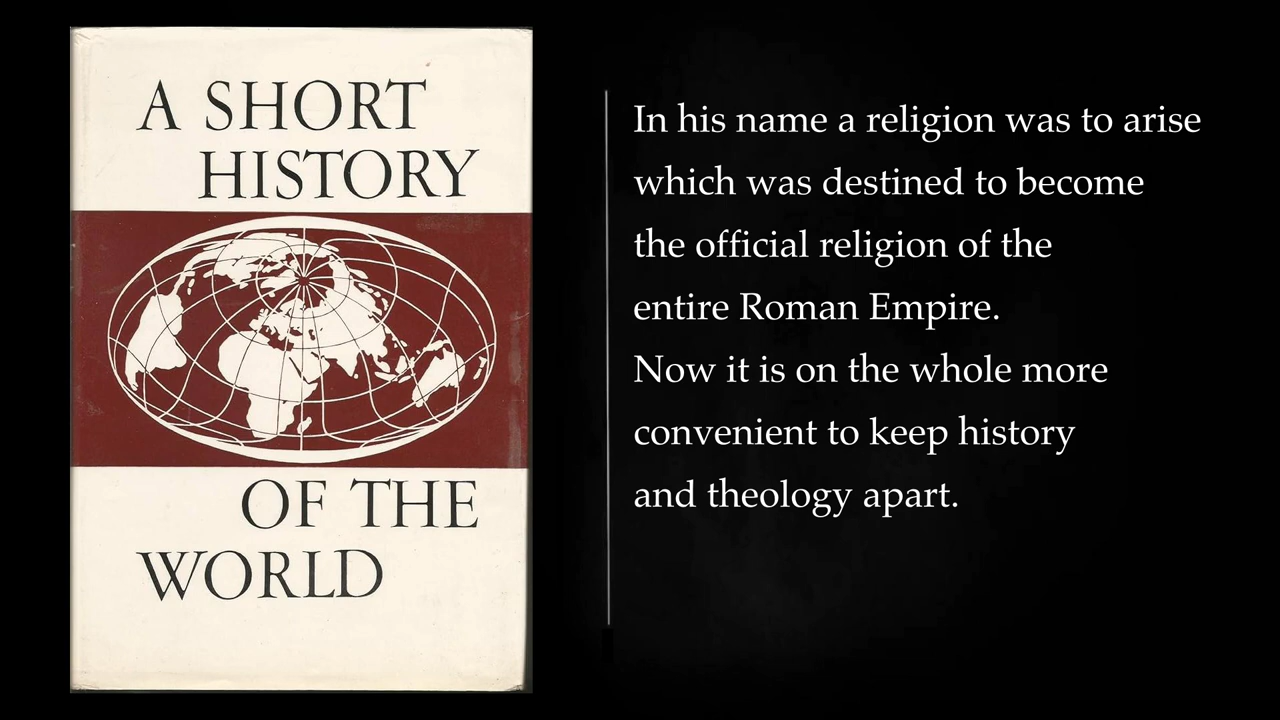 A SHORT
HISTORY
OF THE
WORLD
In his name a religion was to arise
which was destined to become
the official religion of the
entire Roman Empire.
Now it is on the whole more
convenient to keep history
and theology apart.